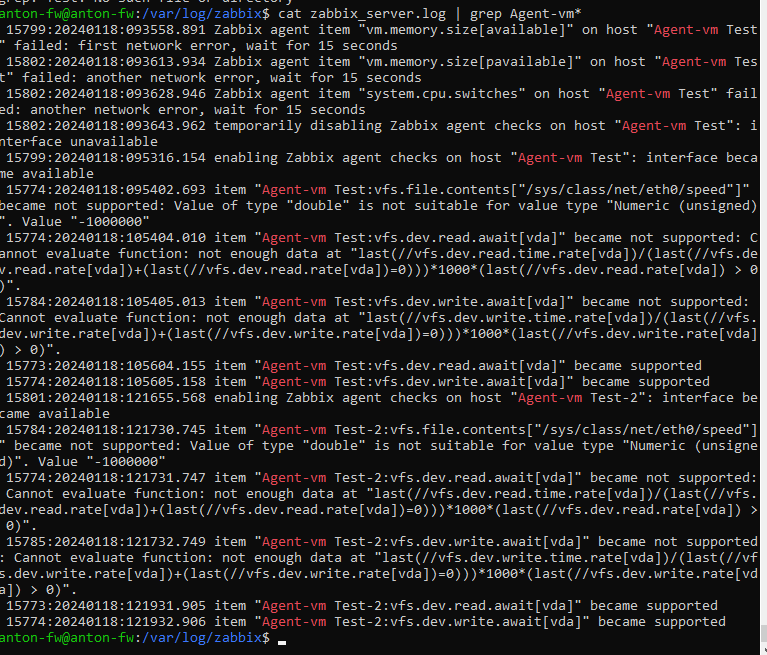 anton-fw@anton-fw:/var/log/zabbix$ cat zabbix_server.log | grep Agent-vm*
 15799:20240118:093558.891 Zabbix agent item "vm.memory.size[available]" on host "Agent-vm Test
" failed: first network error, wait for 15 seconds
 15802:20240118:093613.934 Zabbix agent item "vm.memory.size[pavailable]" on host "Agent-vm Tes
t" failed: another network error, wait for 15 seconds
 15802:20240118:093628.946 Zabbix agent item "system.cpu.switches" on host "Agent-vm Test" fail
ed: another network error, wait for 15 seconds
 15802:20240118:093643.962 temporarily disabling Zabbix agent checks on host "Agent-vm Test": i
nterface unavailable
 15799:20240118:095316.154 enabling Zabbix agent checks on host "Agent-vm Test": interface beca
me available
 15774:20240118:095402.693 item "Agent-vm Test:vfs.file.contents["/sys/class/net/eth0/speed"]"
became not supported: Value of type "double" is not suitable for value type "Numeric (unsigned)
". Value "-1000000"
 15774:20240118:105404.010 item "Agent-vm Test:vfs.dev.read.await[vda]" became not supported: C
annot evaluate function: not enough data at "last(//vfs.dev.read.time.rate[vda])/(last(//vfs.de
v.read.rate[vda])+(last(//vfs.dev.read.rate[vda])=0)))*1000*(last(//vfs.dev.read.rate[vda]) > 0
)".
 15784:20240118:105405.013 item "Agent-vm Test:vfs.dev.write.await[vda]" became not supported:
Cannot evaluate function: not enough data at "last(//vfs.dev.write.time.rate[vda])/(last(//vfs.
dev.write.rate[vda])+(last(//vfs.dev.write.rate[vda])=0)))*1000*(last(//vfs.dev.write.rate[vda]
) > 0)".
 15773:20240118:105604.155 item "Agent-vm Test:vfs.dev.read.await[vda]" became supported
 15774:20240118:105605.158 item "Agent-vm Test:vfs.dev.write.await[vda]" became supported
 15801:20240118:121655.568 enabling Zabbix agent checks on host "Agent-vm Test-2": interface be
came available
 15784:20240118:121730.745 item "Agent-vm Test-2:vfs.file.contents["/sys/class/net/eth0/speed"]
" became not supported: Value of type "double" is not suitable for value type "Numeric (unsigne
d)". Value "-1000000"
 15774:20240118:121731.747 item "Agent-vm Test-2:vfs.dev.read.await[vda]" became not supported:
 Cannot evaluate function: not enough data at "last(//vfs.dev.read.time.rate[vda])/(last(//vfs.
dev.read.rate[vda])+(last(//vfs.dev.read.rate[vda])=0)))*1000*(last(//vfs.dev.read.rate[vda]) >
 0)".
 15785:20240118:121732.749 item "Agent-vm Test-2:vfs.dev.write.await[vda]" became not supported
: Cannot evaluate function: not enough data at "last(//vfs.dev.write.time.rate[vda])/(last(//vf
s.dev.write.rate[vda])+(last(//vfs.dev.write.rate[vda])=0)))*1000*(last(//vfs.dev.write.rate[vd
a]) > 0)".
 15773:20240118:121931.905 item "Agent-vm Test-2:vfs.dev.read.await[vda]" became supported
 15774:20240118:121932.906 item "Agent-vm Test-2:vfs.dev.write.await[vda]" became supported
anton-fw@anton-fw:/var/log/zabbix$